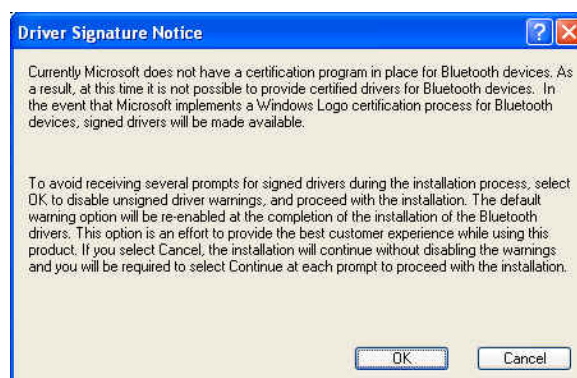 Driver Signature Notice
Currently Microsoft does not have a certification program in place for Bluetooth devices. As
a result, at this time it is not possible to provide certified drivers for Bluetooth devices. In
the event that Microsoft implements a Windows Logo certification process for Bluetooth
devices, signed drivers will be made available.
To avoid receiving several prompts for signed drivers during the installation process, select
OK to disable unsigned driver warnings, and proceed with the installation. The default
warning option will be re-enabled at the completion of the installation of the Bluetooth
drivers. This option is an effort to provide the best customer experience while using this
product. If you select Cancel, the installation will continue without disabling the warnings
and you will be required to select Continue at each prompt to proceed with the installation.
OK Cancel